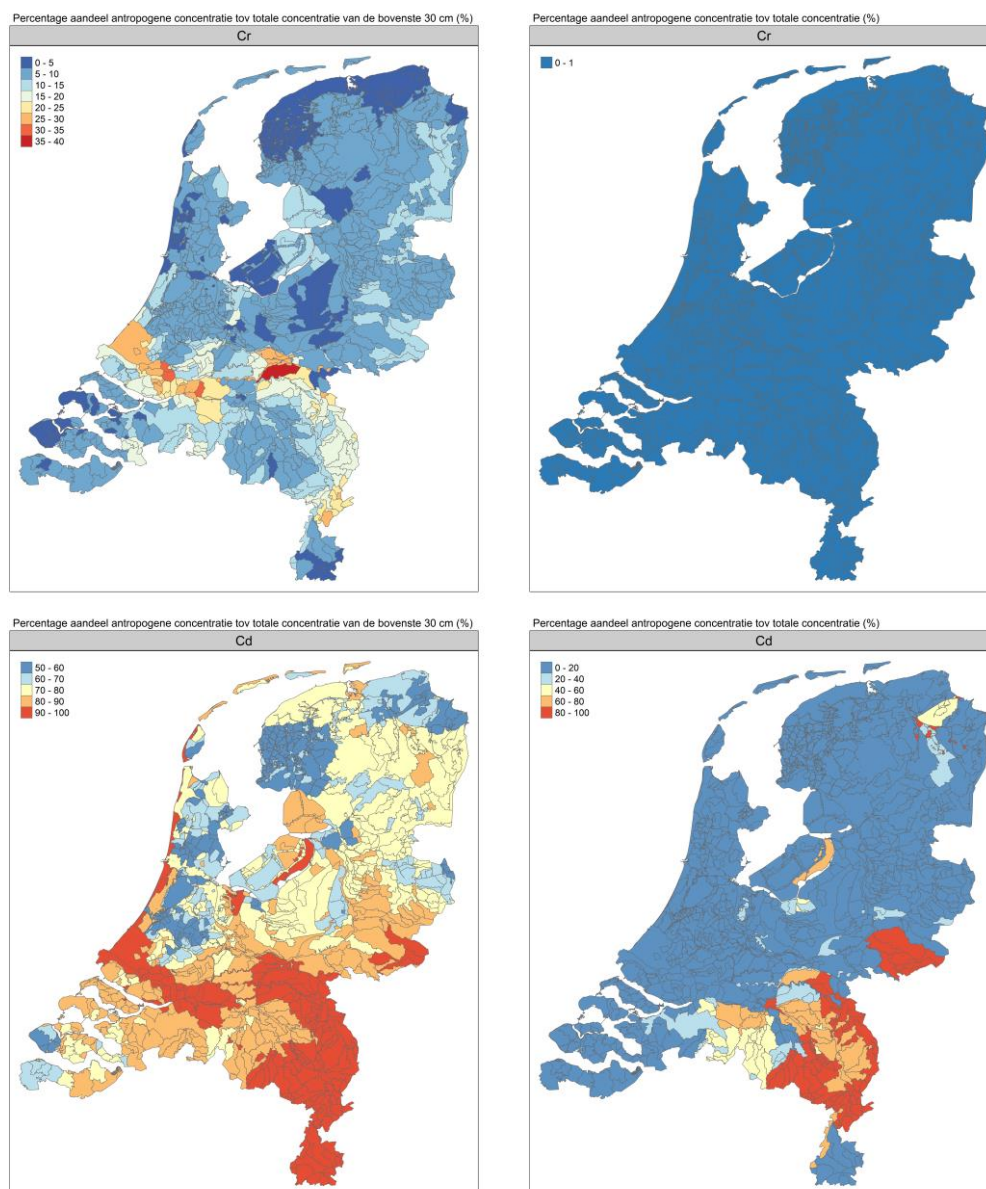 Percentage aandeel antropogene concentratie tov totale concentratie van de bovenste 30 cm (%)
Cr
0 - 5
5 - 10
10 - 15
15 - 20
20 - 25
25 - 30
30 - 35
35 - 40
Percentage aandeel antropogene concentratie tov totale concentratie (%)
Cr
0 - 1
Percentage aandeel antropogene concentratie tov totale concentratie van de bovenste 30 cm (%)
Cd
50 - 60
60 - 70
70 - 80
80 - 90
90 - 100
Percentage aandeel antropogene concentratie tov totale concentratie (%)
Cd
0 - 20
20 - 40
40 - 60
60 - 80
80 - 100